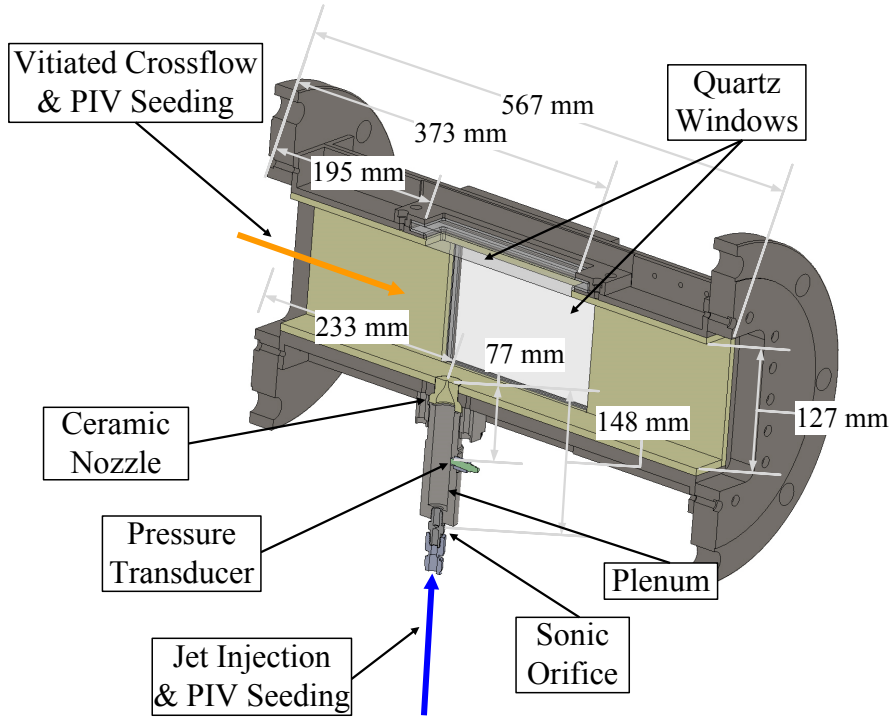 Vitiated Crossflow
& PIV Seeding
567 mm
373 mm
195 mm
Quartz
Windows
233 mm
77 mm
148 mm
127 mm
Ceramic
Nozzle
Pressure
Transducer
Plenum
Sonic
Orifice
Jet Injection
& PIV Seeding